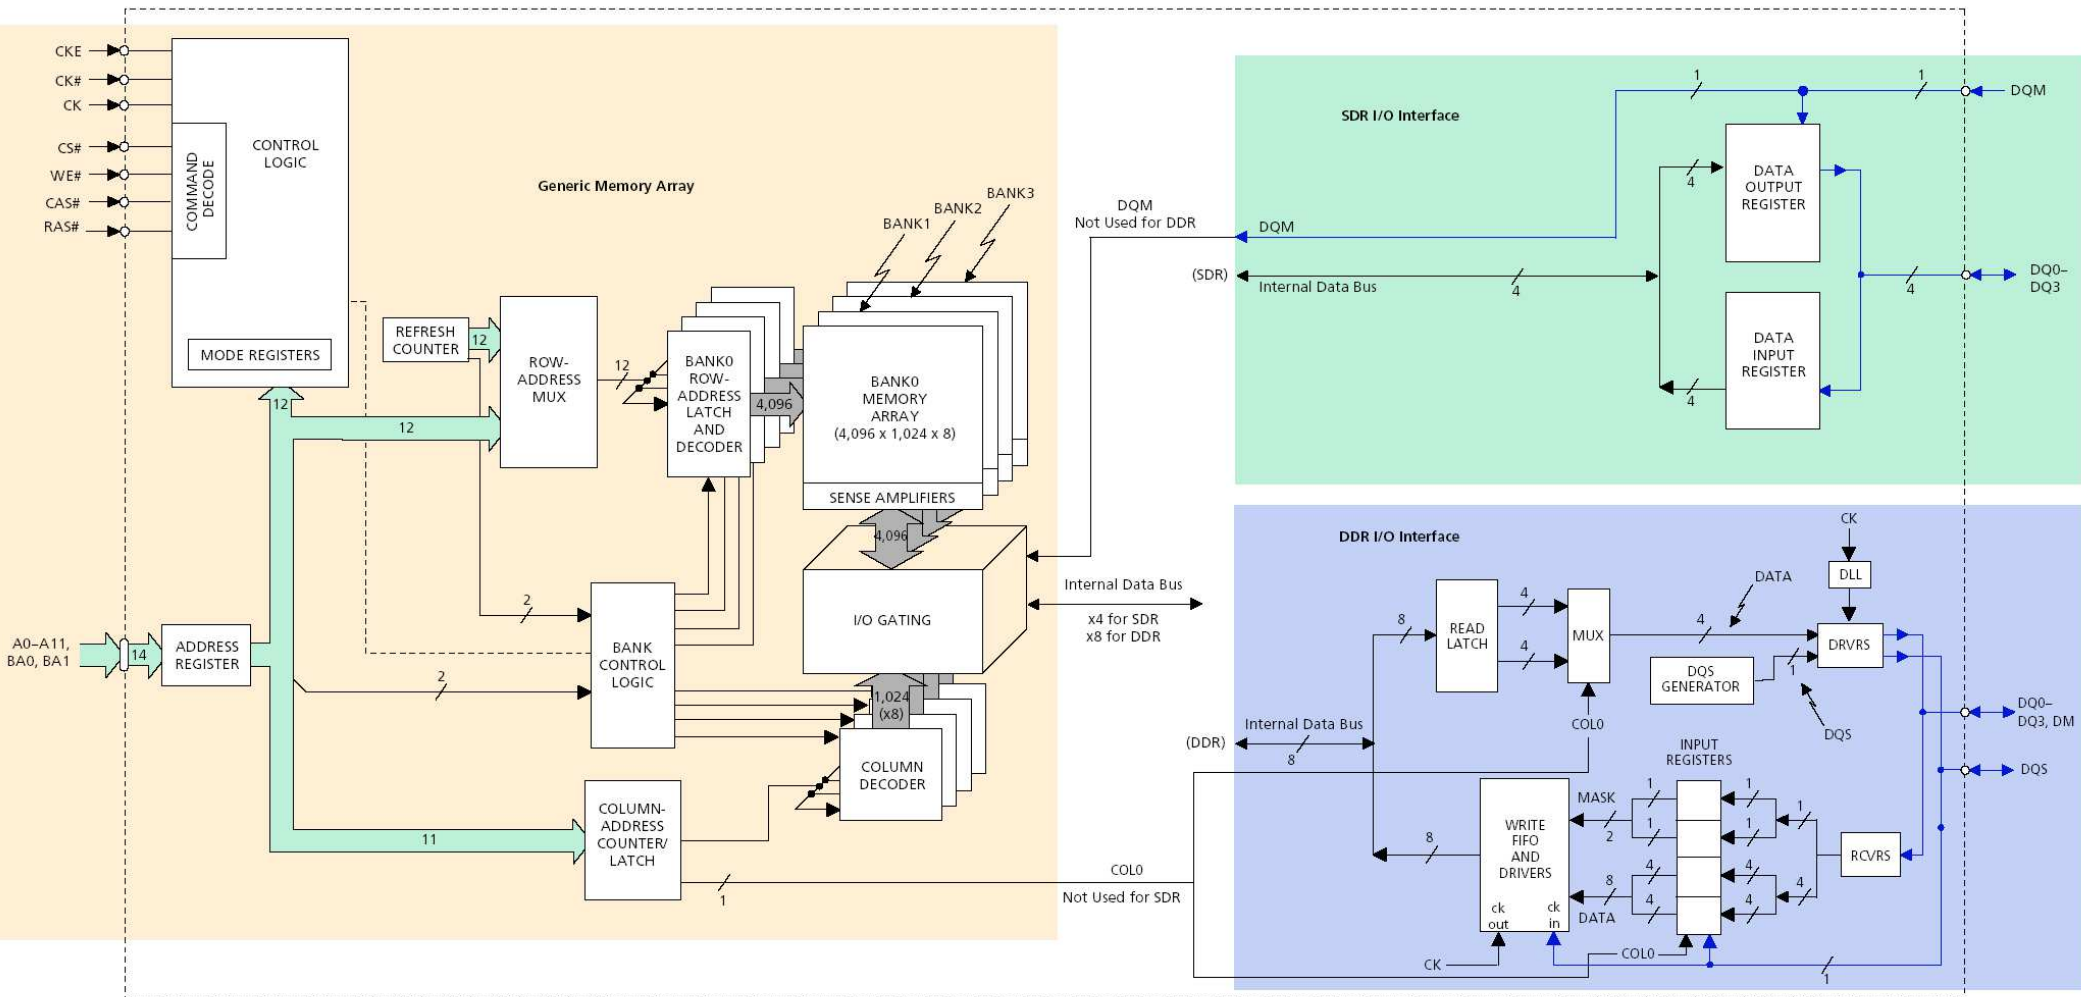 CKE
CK#
CK
CS#
WE#
CAS#
RAS#
COMMAND
DECODE
CONTROL
LOGIC
MODE REGISTERS
Generic Memory Array
REFRESH
COUNTER
12
12
12
ROW-
ADDRESS
MUX
12
BANK0
ROW-
ADDRESS
LATCH
AND
DECODER
4,096
BANK1
BANK2
BANK3
BANK0
MEMORY
ARRAY
(4,096 x 1,024 x 8)
SENSE AMPLIFIERS
4,096
I/O GATING
1,024
(x8)
COLUMN
DECODER
2
2
BANK
CONTROL
LOGIC
A0–A11,
BA0, BA1
14
ADDRESS
REGISTER
11
COLUMN-
ADDRESS
COUNTER/
LATCH
1
COL0
Not Used for SDR
DQM
Not Used for DDR
Internal Data Bus
x4 for SDR
x8 for DDR
SDR I/O Interface
1
1
DQM
DQM
(SDR)
Internal Data Bus
4
4
DATA
OUTPUT
REGISTER
DATA
INPUT
REGISTER
4
4
DQ0–
DQ3
DDR I/O Interface
CK
DLL
DATA
8
READ
LATCH
4
4
MUX
4
DRVRS
DQS
GENERATOR
1
DQS
COL0
(DDR)
Internal Data Bus
8
DQ0–
DQ3, DM
DQS
INPUT
REGISTERS
8
WRITE
FIFO
AND
DRIVERS
ck
out
ck
in
MASK
2
8
DATA
1
1
4
4
1
1
4
4
1
4
RCVRS
CK
COL0
1